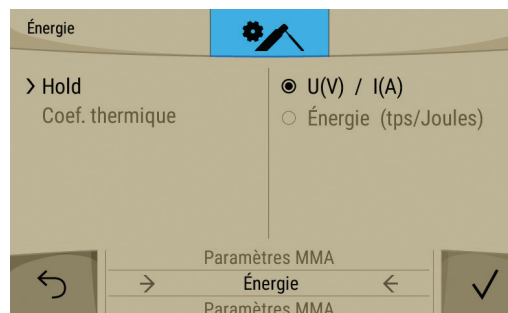 Énergie
> Hold
Coef. thermique
U(V) / I(A)
Énergie (tps/Joules)
Paramètres MMA
Énergie
Paramètres MMA